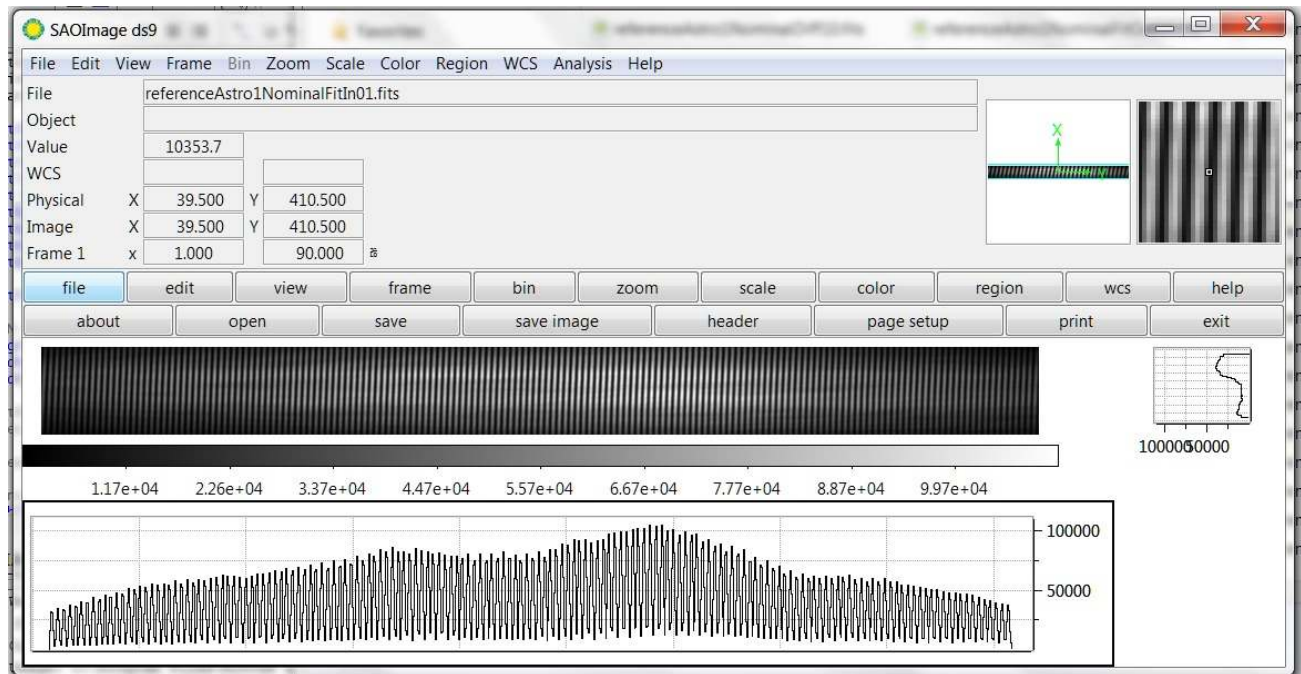 SAOImage ds9
File Edit View Frame Bin Zoom Scale Color Region WCS Analysis Help
File referenceAstro1NominalFitIn01.fits
Object
Value 10353.7
WCS
Physical X 39.500 Y 410.500
Image X 39.500 Y 410.500
Frame 1 x 1.000 90.000
X
Y
file edit view frame bin zoom scale color region wcs help
about open save save image header page setup print exit
1.17e+04 2.26e+04 3.37e+04 4.47e+04 5.57e+04 6.67e+04 7.77e+04 8.87e+04 9.97e+04
100000
50000